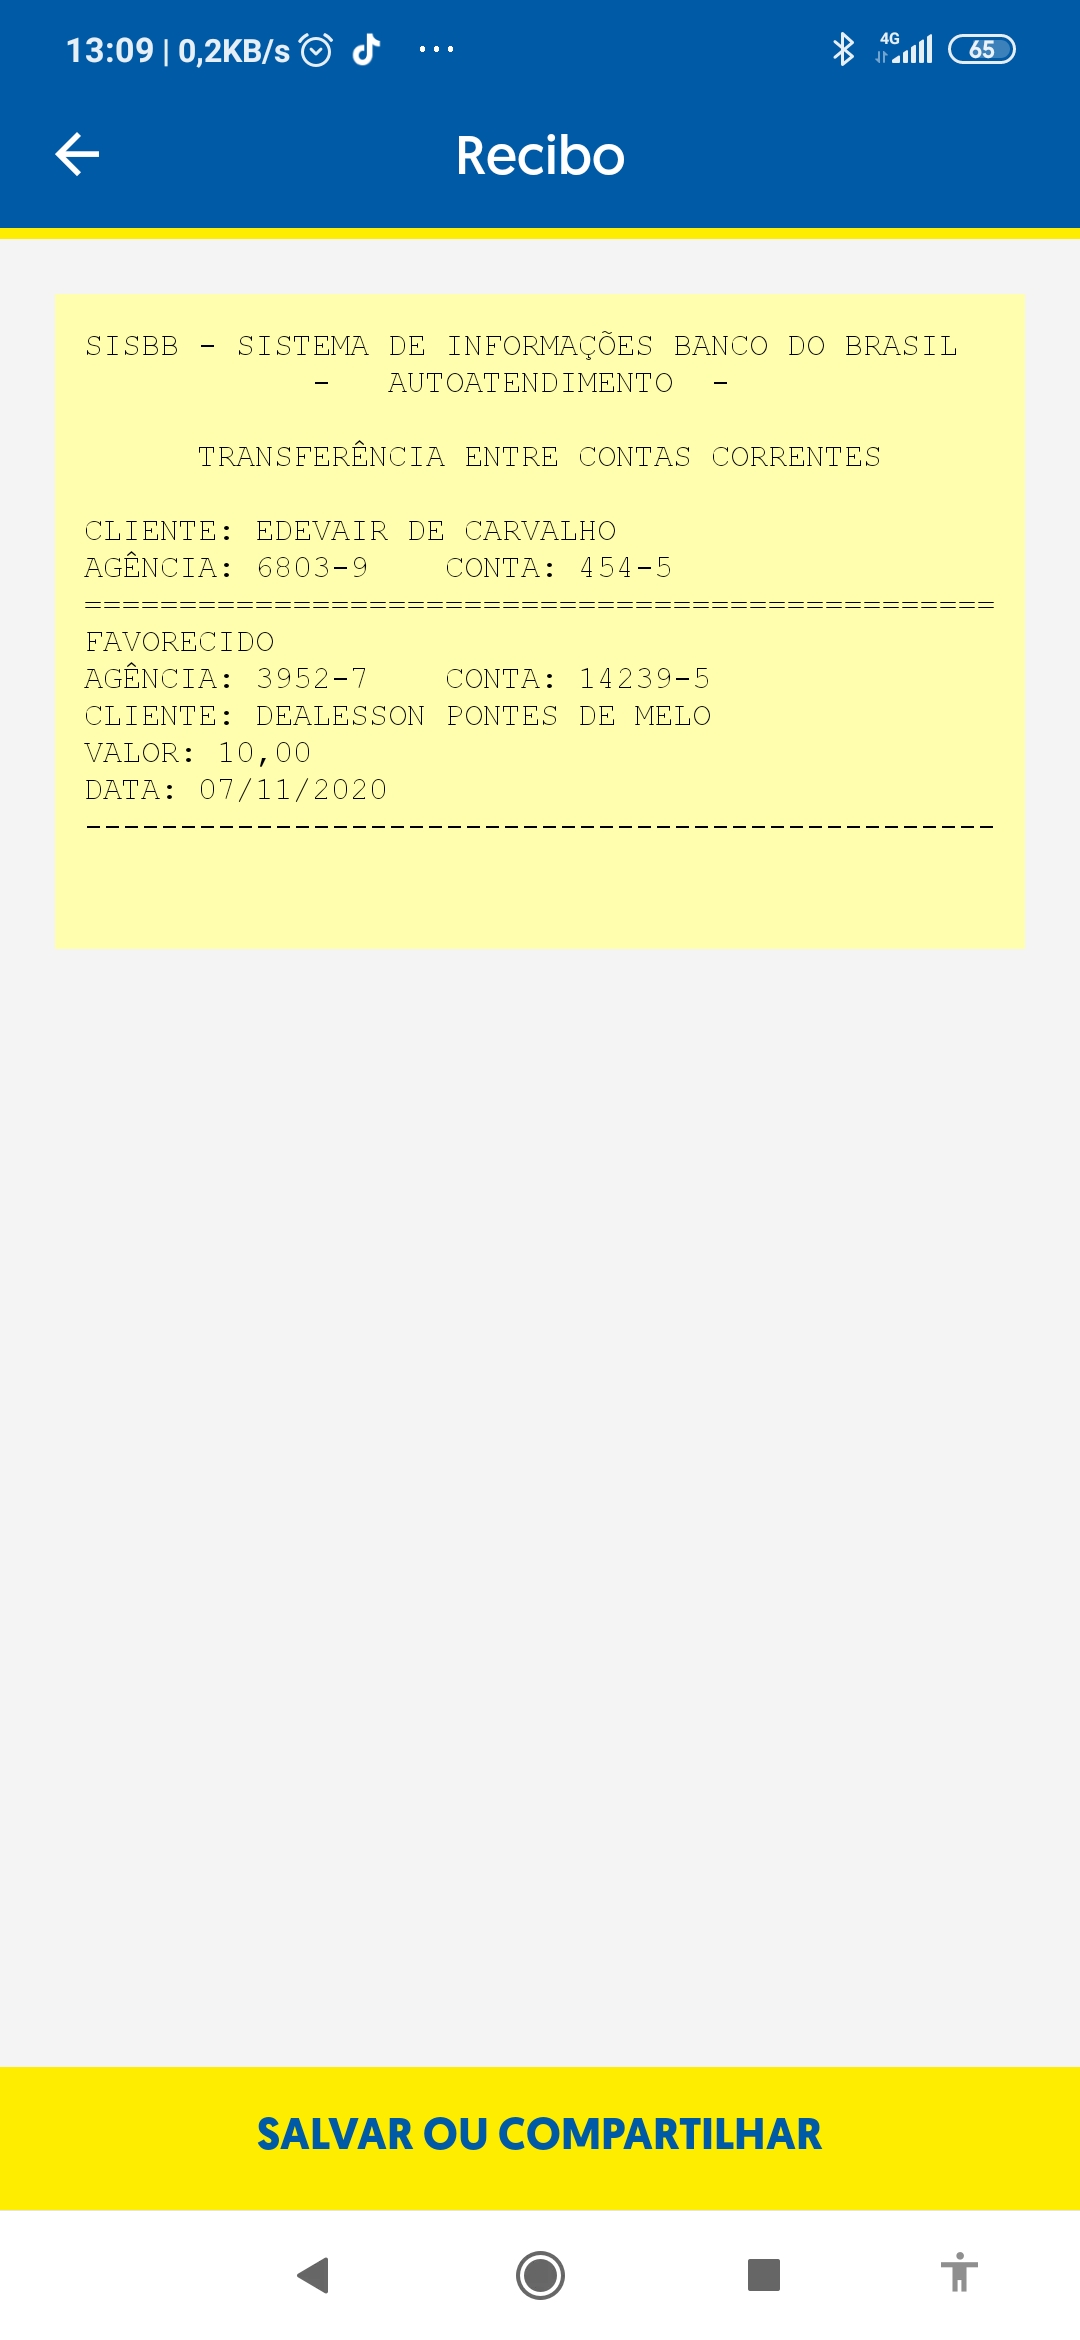 13:09 | 0,2KB/s ... 4G 65
Recibo
SISBB - SISTEMA DE INFORMAÇÕES BANCO DO BRASIL
- AUTOATENDIMENTO -
TRANSFERÊNCIA ENTRE CONTAS CORRENTES
CLIENTE: EDEVAIR DE CARVALHO
AGÊNCIA: 6803-9 CONTA: 454-5
================================================
FAVORECIDO
AGÊNCIA: 3952-7 CONTA: 14239-5
CLIENTE: DEALESSON PONTES DE MELO
VALOR: 10,00
DATA: 07/11/2020
------------------------------------------------
SALVAR OU COMPARTILHAR